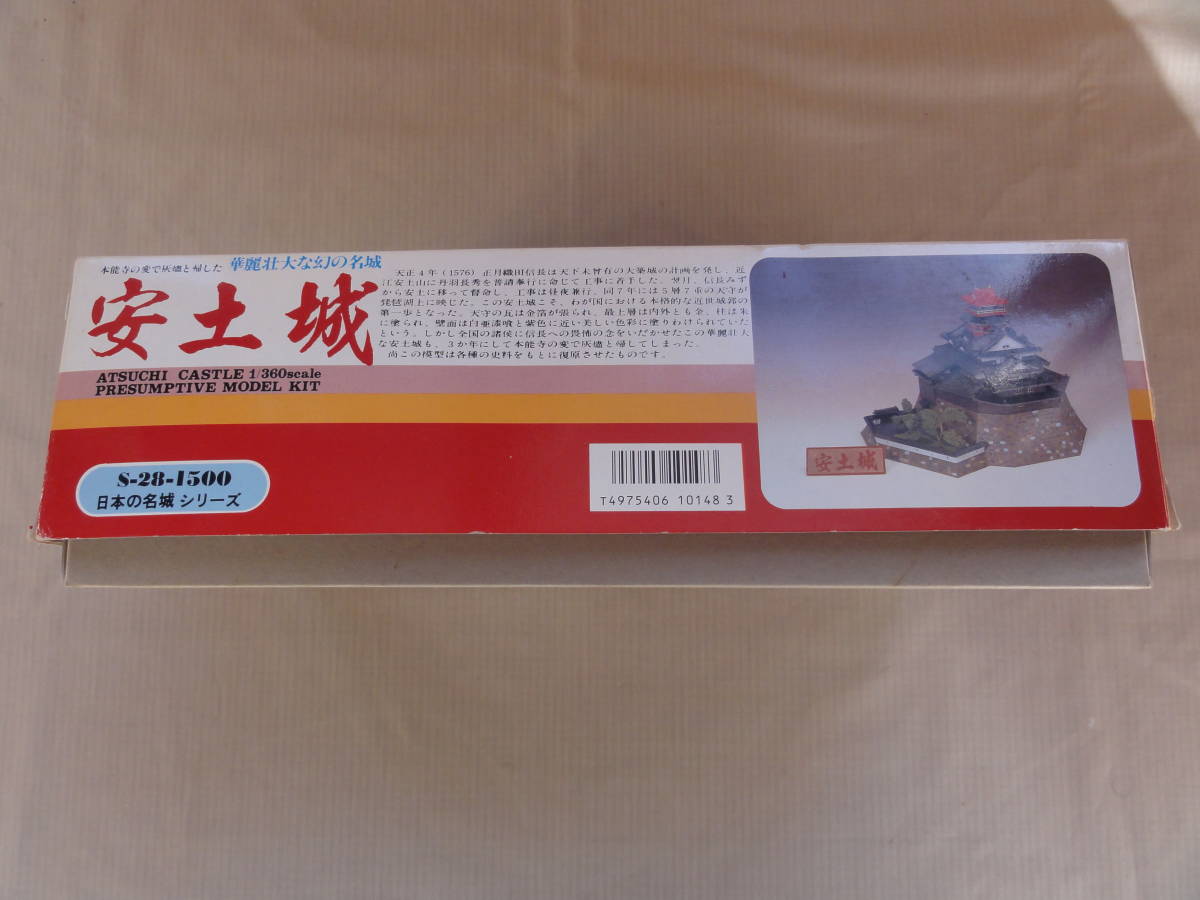 本能寺の変で灰燼と帰した 華麗壮大な幻の名城
安土城
ATSUCHI CASTLE 1/360scale
PRESUMPTIVE MODEL KIT
天正4年(1576)正月織田信長は天下未曾有の大築城の計画を発し、近
江安土山に丹羽長秀を普請奉行に命じて工事に着手した。翌月、信長みず
から安土に移って督命し、工事は昼夜兼行、同7年には5層7重の天守が
琵琶湖上に映じた。この安土城こそ、わが国における本格的な近世城郭の
第一歩となった。天守の瓦は金箔が張られ、最上層は内外とも金、柱は朱
に塗られ、壁面は白亜漆喰と紫色に近い美しい色彩に塗りわけられていた
という。しかし全国の諸侯に信長への畏怖の念をいだかせたこの華麗壮大
な安土城も、3か年にして本能寺の変で灰燼と帰してしまった。
尚この模型は各種の史料をもとに復原させたものです。
S-28-1500
日本の名城シリーズ
T4975406 10148 3
安土城